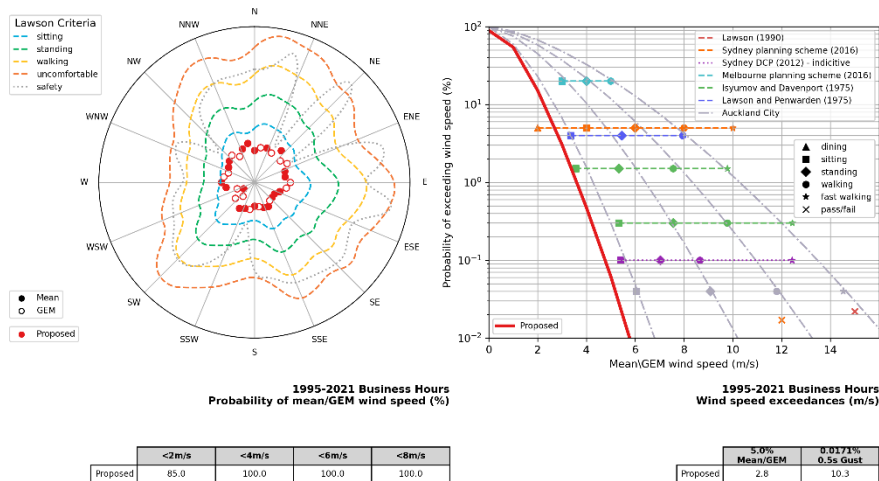 Lawson Criteria
sitting
standing
walking
uncomfortable
safety
N
NNE
NE
ENE
E
ESE
SE
SSE
S
SSW
SW
WSW
W
WNW
NW
NNW
Mean
GEM
Proposed
1995-2021 Business Hours
Probability of mean/GEM wind speed (%)
<2m/s <4m/s <6m/s <8m/s
Proposed 85.0 100.0 100.0 100.0
Probability of exceeding wind speed (%)
10²
10¹
10⁰
10⁻¹
10⁻²
Lawson (1990)
Sydney planning scheme (2016)
Sydney DCP (2012) - indicitive
Melbourne planning scheme (2016)
Isyumov and Davenport (1975)
Lawson and Penwarden (1975)
Auckland City
dining
sitting
standing
walking
fast walking
pass/fail
Proposed
0 2 4 6 8 10 12 14
Mean\GEM wind speed (m/s)
1995-2021 Business Hours
Wind speed exceedances (m/s)
5.0% 0.0171%
Mean/GEM 0.5s Gust
Proposed 2.8 10.3